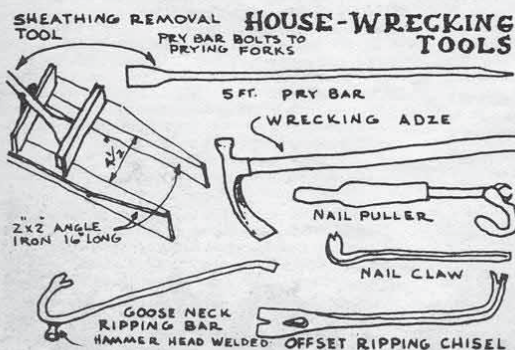 SHEATHING REMOVAL
TOOL
HOUSE-WRECKING
TOOLS
PRY BAR BOLTS TO
PRYING FORKS
5 FT. PRY BAR
WRECKING ADZE
4½"
2"x2" ANGLE
IRON 16" LONG
NAIL PULLER
NAIL CLAW
GOOSE NECK
RIPPING BAR
HAMMER HEAD WELDED
OFFSET RIPPING CHISEL